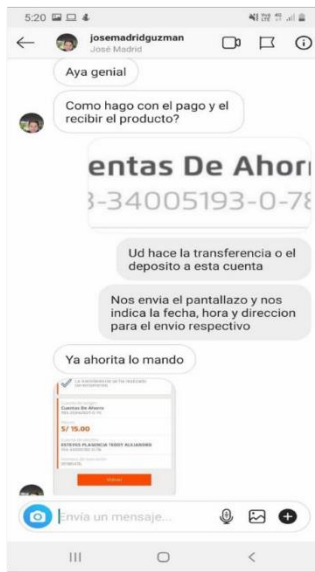 5:20
josemadridguzman
José Madrid
Aya genial
Como hago con el pago y el
recibir el producto?
entas De Ahorr
3-34005193-0-78
Ud hace la transferencia o el
deposito a esta cuenta
Nos envia el pantallazo y nos
indica la fecha, hora y direccion
para el envio respectivo
Ya ahorita lo mando
Cuentas De Ahorro
S/ 15.00
Envía un mensaje...